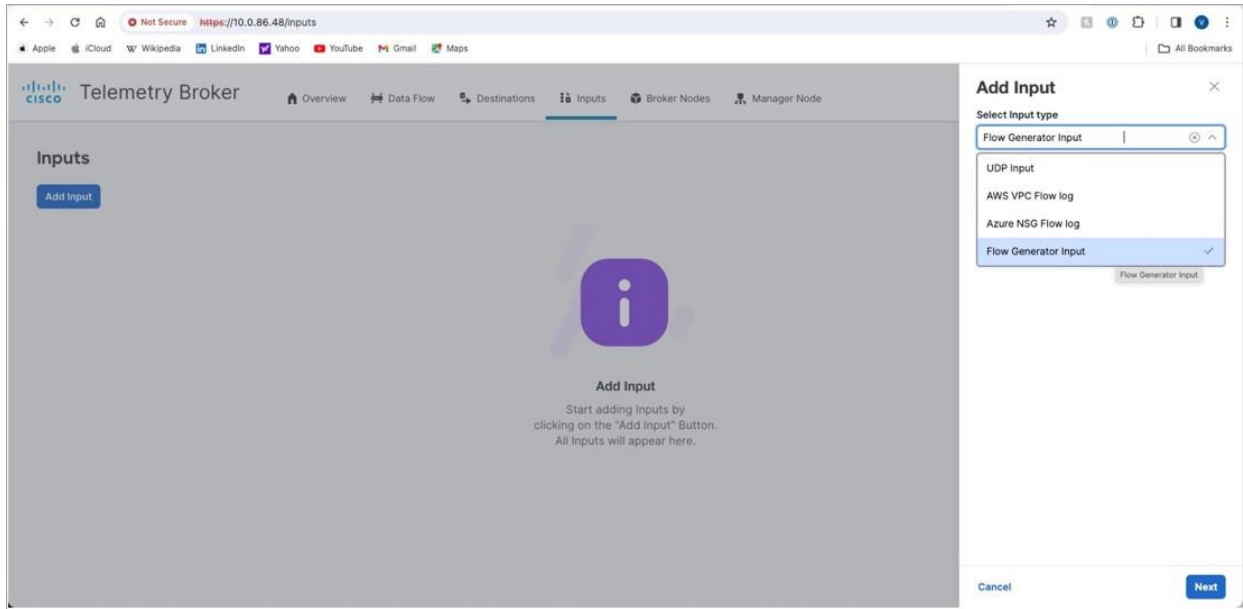 Not Secure https://10.0.86.48/inputs
V
Apple iCloud W Wikipedia in LinkedIn Yahoo YouTube Gmail Maps All Bookmarks
CISCO Telemetry Broker Overview Data Flow Destinations Inputs Broker Nodes Manager Node
Inputs
Add Input
Add Input
Start adding Inputs by
clicking on the "Add Input" Button.
All Inputs will appear here.
Add Input
Select Input type
Flow Generator Input
UDP Input
AWS VPC Flow log
Azure NSG Flow log
Flow Generator Input
Flow Generator Input
Cancel Next